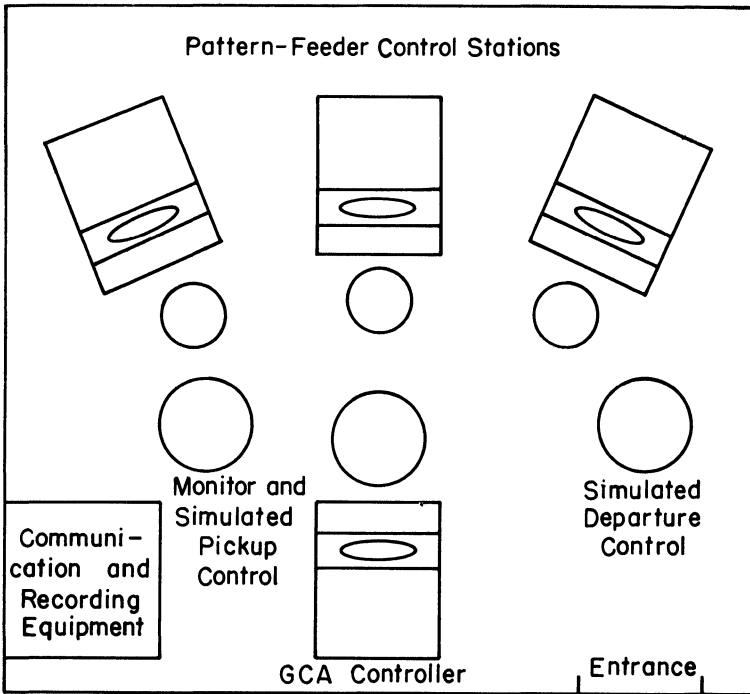 Pattern-Feeder Control Stations
Monitor and
Simulated
Pickup
Control
Simulated
Departure
Control
Communi-
cation and
Recording
Equipment
GCA Controller
Entrance